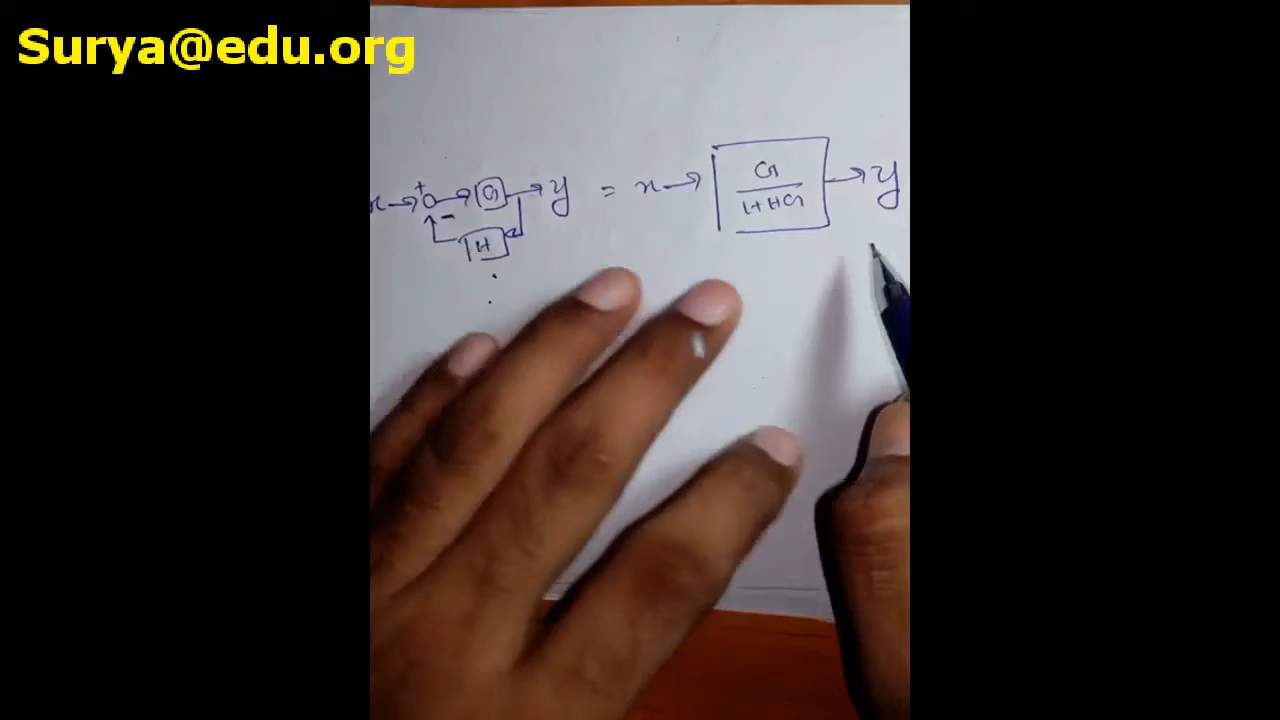 Surya@edu.org
x → + → G → y = x → G → y
- 1+HG
H